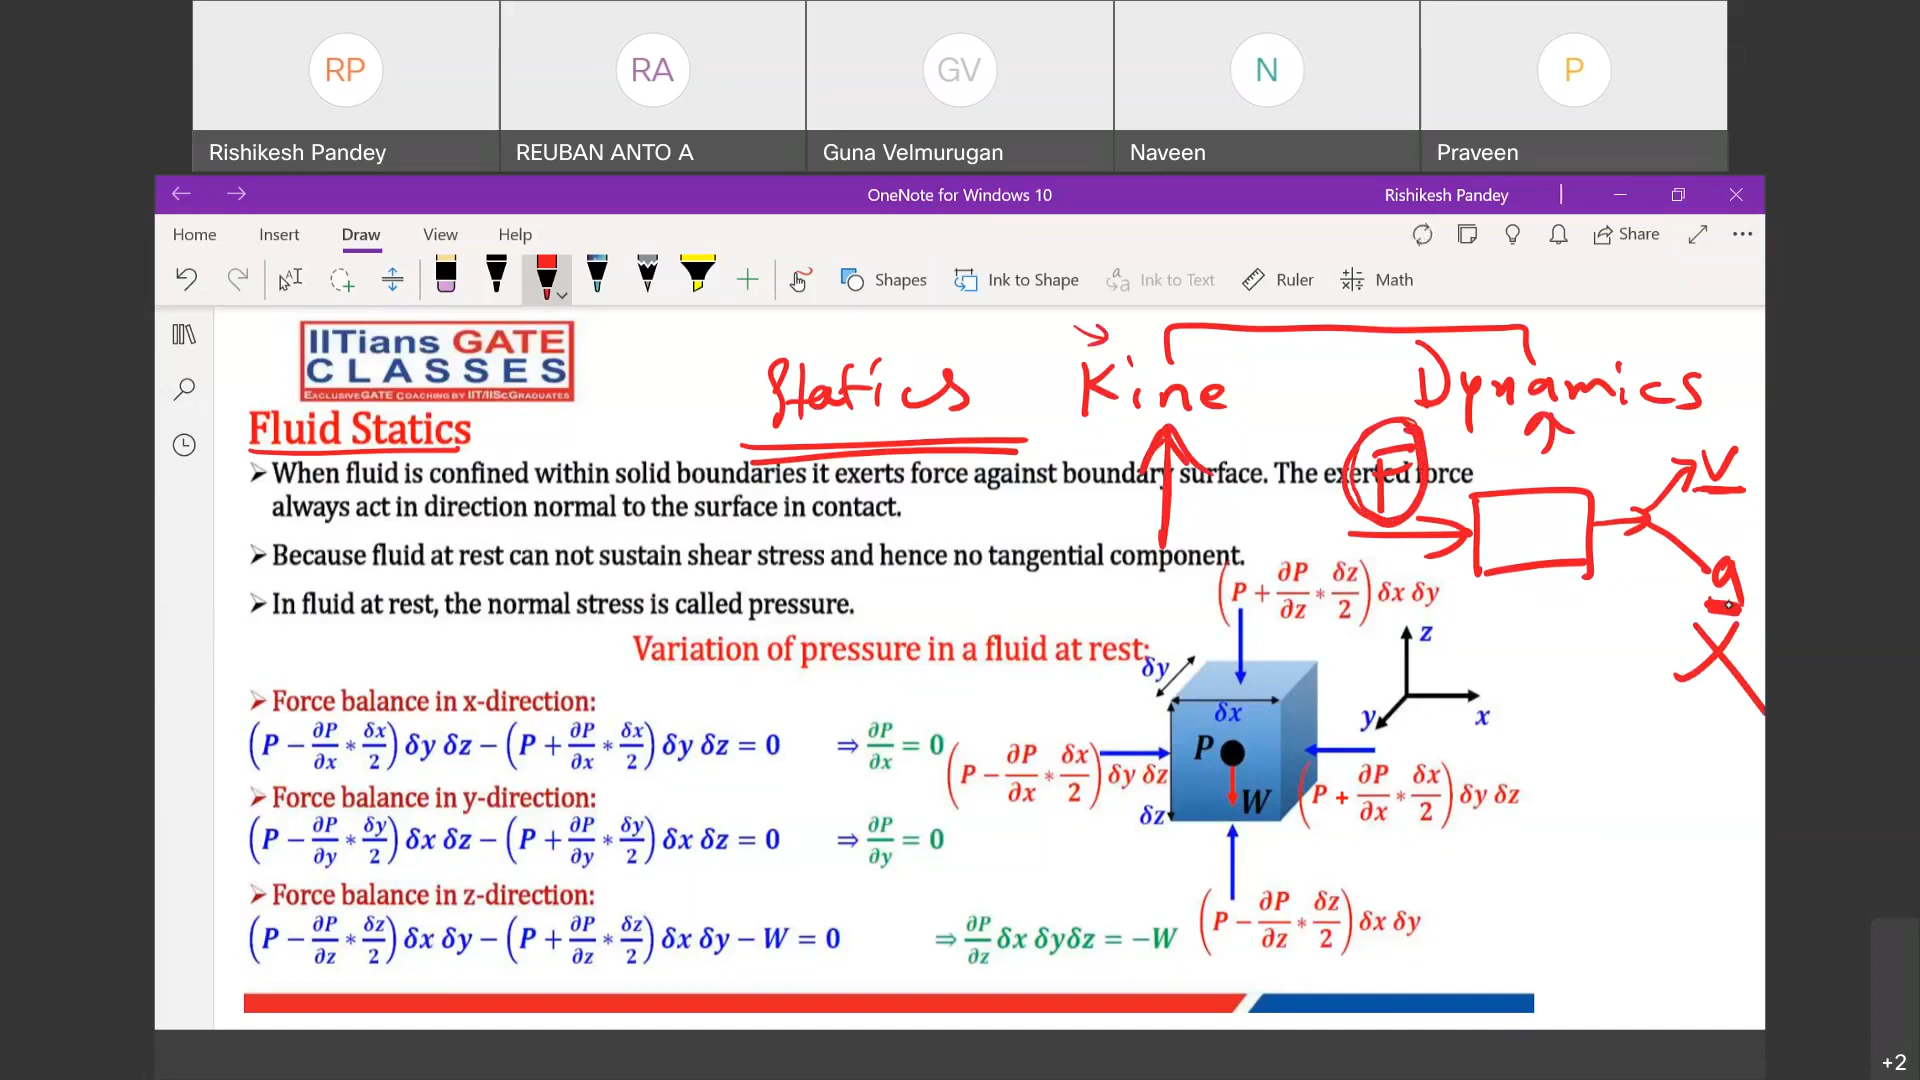 RP RA GV N P
Rishikesh Pandey REUBAN ANTO A Guna Velmurugan Naveen Praveen
OneNote for Windows 10 Rishikesh Pandey
Home Insert Draw View Help Share
Shapes Ink to Shape Ink to Text Ruler Math
IITians GATE
CLASSES
EXCLUSIVE GATE COACHING BY IIT/IISc GRADUATES
Statics Kine Dynamics
Fluid Statics
➢ When fluid is confined within solid boundaries it exerts force against boundary surface. The exerted force
always act in direction normal to the surface in contact.
F V
➢ Because fluid at rest can not sustain shear stress and hence no tangential component.
a
➢ In fluid at rest, the normal stress is called pressure.
(P + ∂P/∂z * δz/2) δx δy
z
x
y
Variation of pressure in a fluid at rest:
δy
δx
δz
P
W
➢ Force balance in x-direction:
(P − ∂P/∂x * δx/2) δy δz − (P + ∂P/∂x * δx/2) δy δz = 0 ⇒ ∂P/∂x = 0
(P − ∂P/∂x * δx/2) δy δz
(P + ∂P/∂x * δx/2) δy δz
➢ Force balance in y-direction:
(P − ∂P/∂y * δy/2) δx δz − (P + ∂P/∂y * δy/2) δx δz = 0 ⇒ ∂P/∂y = 0
➢ Force balance in z-direction:
(P − ∂P/∂z * δz/2) δx δy − (P + ∂P/∂z * δz/2) δx δy − W = 0 ⇒ ∂P/∂z δx δyδz = −W
(P − ∂P/∂z * δz/2) δx δy
+2